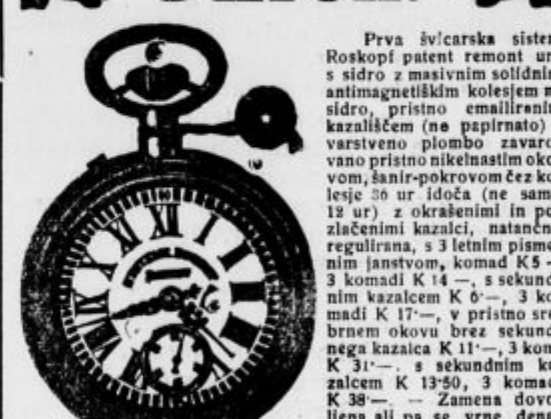 Prva švicarska sistem
Roskopf patent remont ur
s sidro z masivnim solidnim
antimagnetiškim kolesjem n
sidro, pristno emailiranim
kazališčem (ne papirnato)
varstveno plombo zavaro
vano pristno nikelnastim oko
vom, šanir-pokrovom čez ko
lesje 36 ur idoča (ne samo
12 ur) z okrašenimi in po
zlačenimi kazalci, natančno
regulirana, s 3 letnim pisme
nim janstvom, komad K 5 —
3 komadi K 14 —, s sekund
nim kazalcem K 6·—, 3 ko
madi K 17·—, v pristno sre
brnem okovu brez sekund
nega kazalca K 11·—, 3 kom
K 31·—. s sekundnim ka
zalcem K 13·50, 3 komad
K 38·—. — Zamena dovo
ljena ali pa se vrne denar